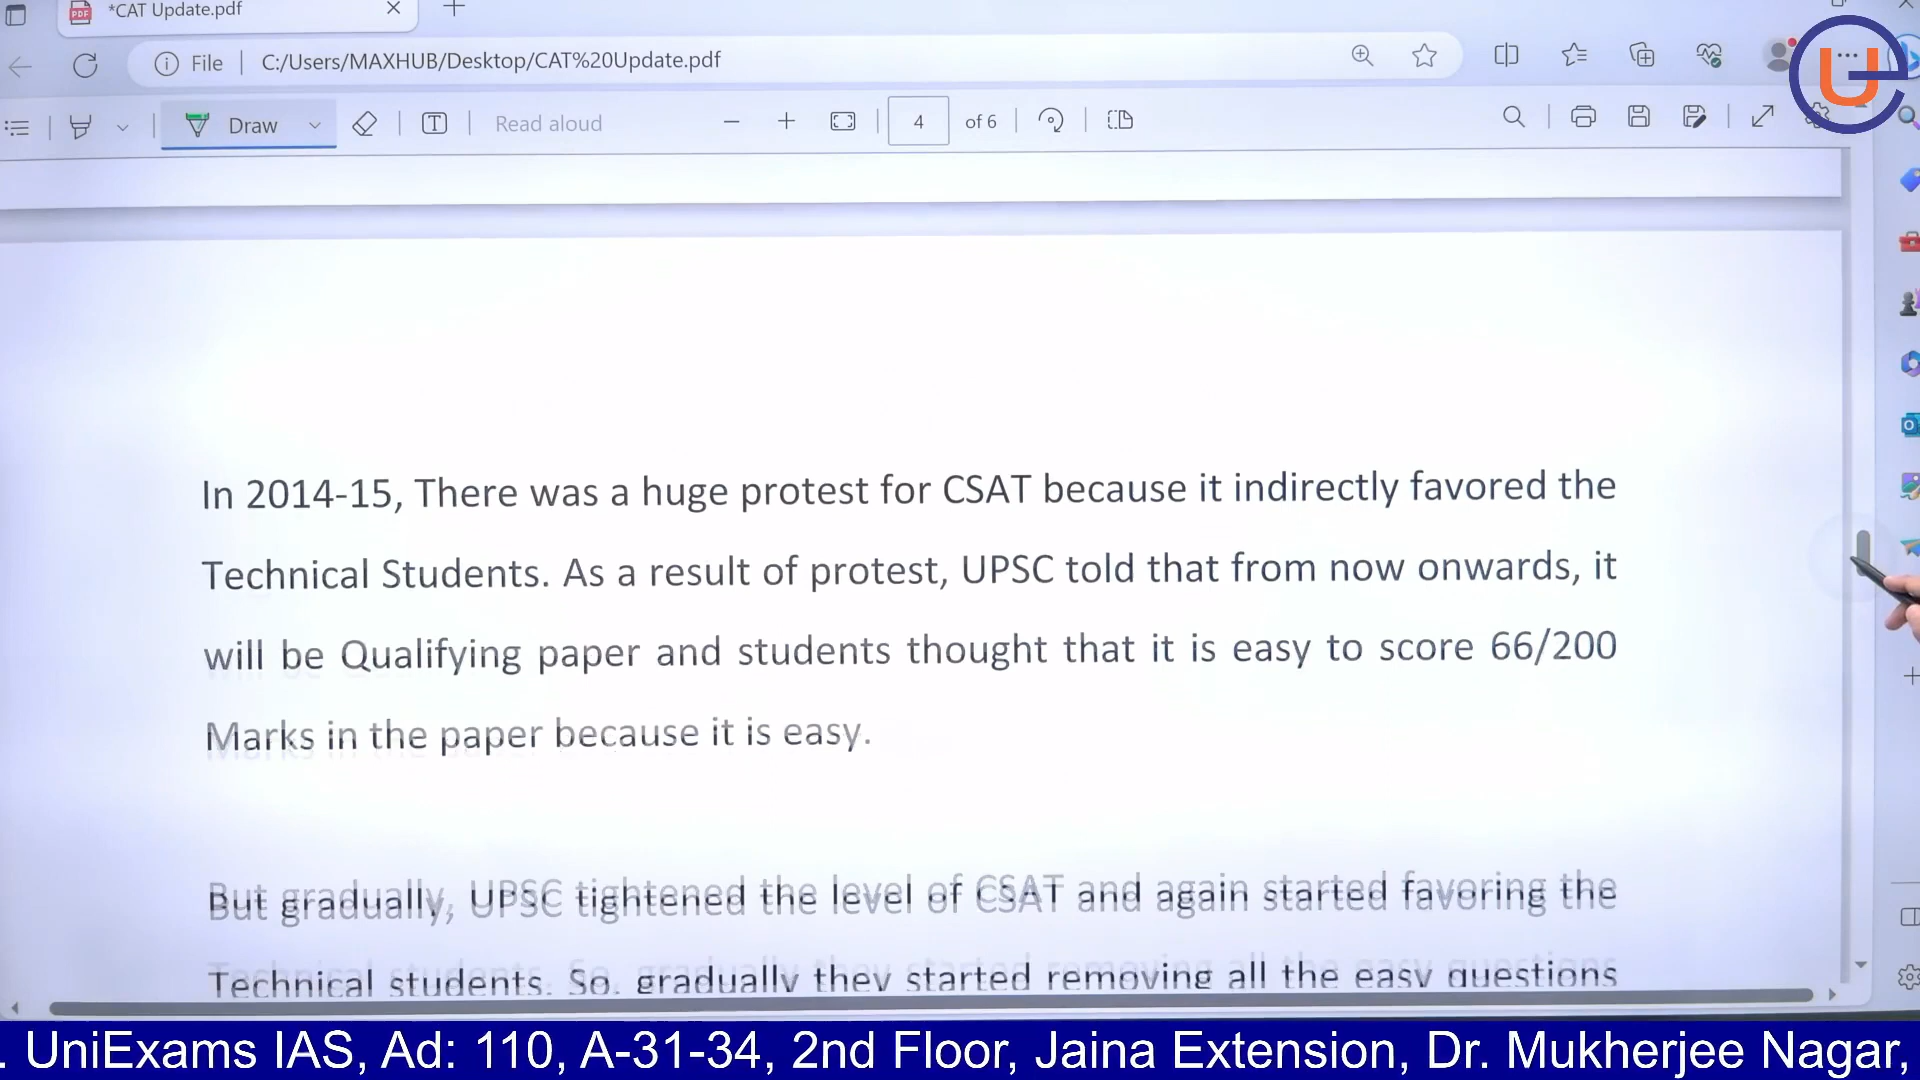 *CAT Update.pdf
File
C:/Users/MAXHUB/Desktop/CAT%20Update.pdf
Draw
Read aloud
4
of 6
In 2014-15, There was a huge protest for CSAT because it indirectly favored the
Technical Students. As a result of protest, UPSC told that from now onwards, it
will be Qualifying paper and students thought that it is easy to score 66/200
Marks in the paper because it is easy.
But gradually, UPSC tightened the level of CSAT and again started favoring the
Technical students. So, gradually they started removing all the easy questions
. UniExams IAS, Ad: 110, A-31-34, 2nd Floor, Jaina Extension, Dr. Mukherjee Nagar,